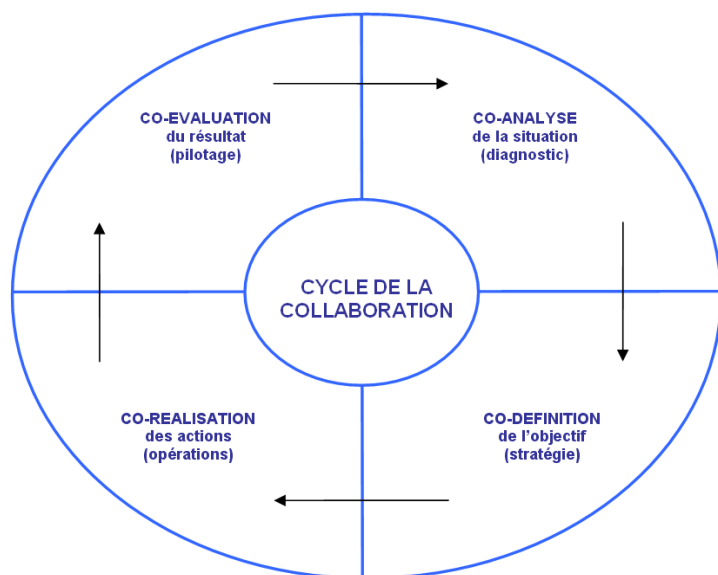 CO-EVALUATION
du résultat
(pilotage)
CO-ANALYSE
de la situation
(diagnostic)
CYCLE DE LA
COLLABORATION
CO-REALISATION
des actions
(opérations)
CO-DEFINITION
de l'objectif
(stratégie)